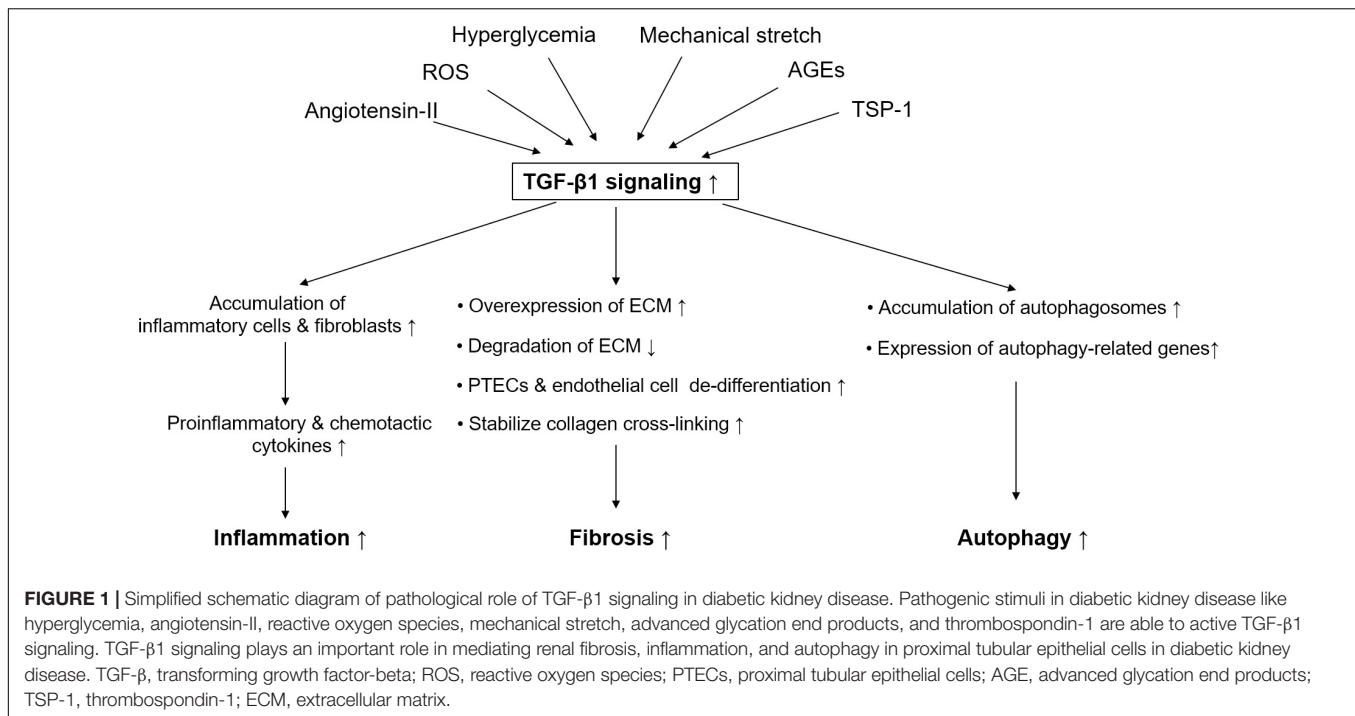 Hyperglycemia
Mechanical stretch
ROS
AGEs
Angiotensin-II
TSP-1
TGF-β1 signaling ↑
Accumulation of
inflammatory cells & fibroblasts ↑
Proinflammatory & chemotactic
cytokines ↑
Inflammation ↑
• Overexpression of ECM ↑
• Degradation of ECM ↓
• PTECs & endothelial cell de-differentiation ↑
• Stabilize collagen cross-linking ↑
Fibrosis ↑
• Accumulation of autophagosomes ↑
• Expression of autophagy-related genes↑
Autophagy ↑
FIGURE 1 | Simplified schematic diagram of pathological role of TGF-β1 signaling in diabetic kidney disease. Pathogenic stimuli in diabetic kidney disease like
hyperglycemia, angiotensin-II, reactive oxygen species, mechanical stretch, advanced glycation end products, and thrombospondin-1 are able to active TGF-β1
signaling. TGF-β1 signaling plays an important role in mediating renal fibrosis, inflammation, and autophagy in proximal tubular epithelial cells in diabetic kidney
disease. TGF-β, transforming growth factor-beta; ROS, reactive oxygen species; PTECs, proximal tubular epithelial cells; AGE, advanced glycation end products;
TSP-1, thrombospondin-1; ECM, extracellular matrix.